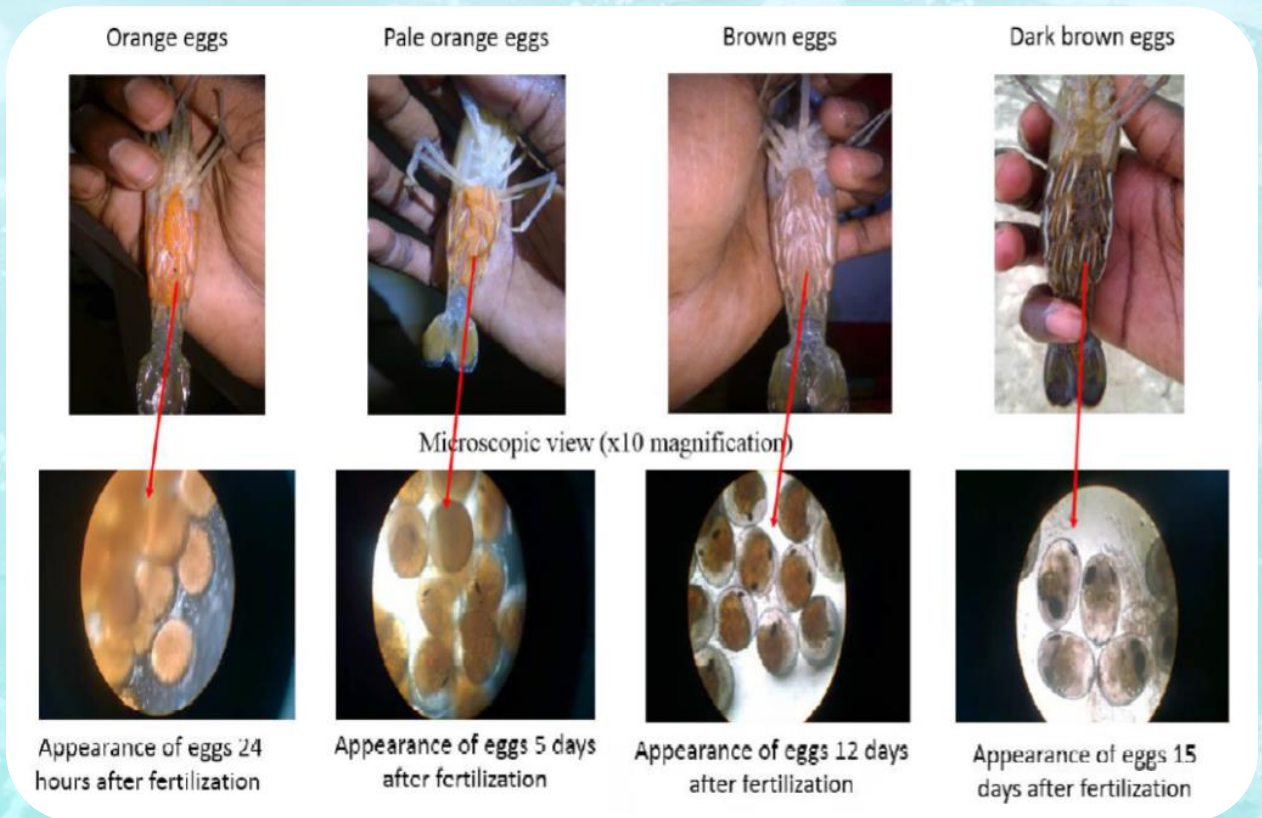 Orange eggs
Pale orange eggs
Brown eggs
Dark brown eggs
Microscopic view (x10 magnification)
Appearance of eggs 24
hours after fertilization
Appearance of eggs 5 days
after fertilization
Appearance of eggs 12 days
after fertilization
Appearance of eggs 15
days after fertilization